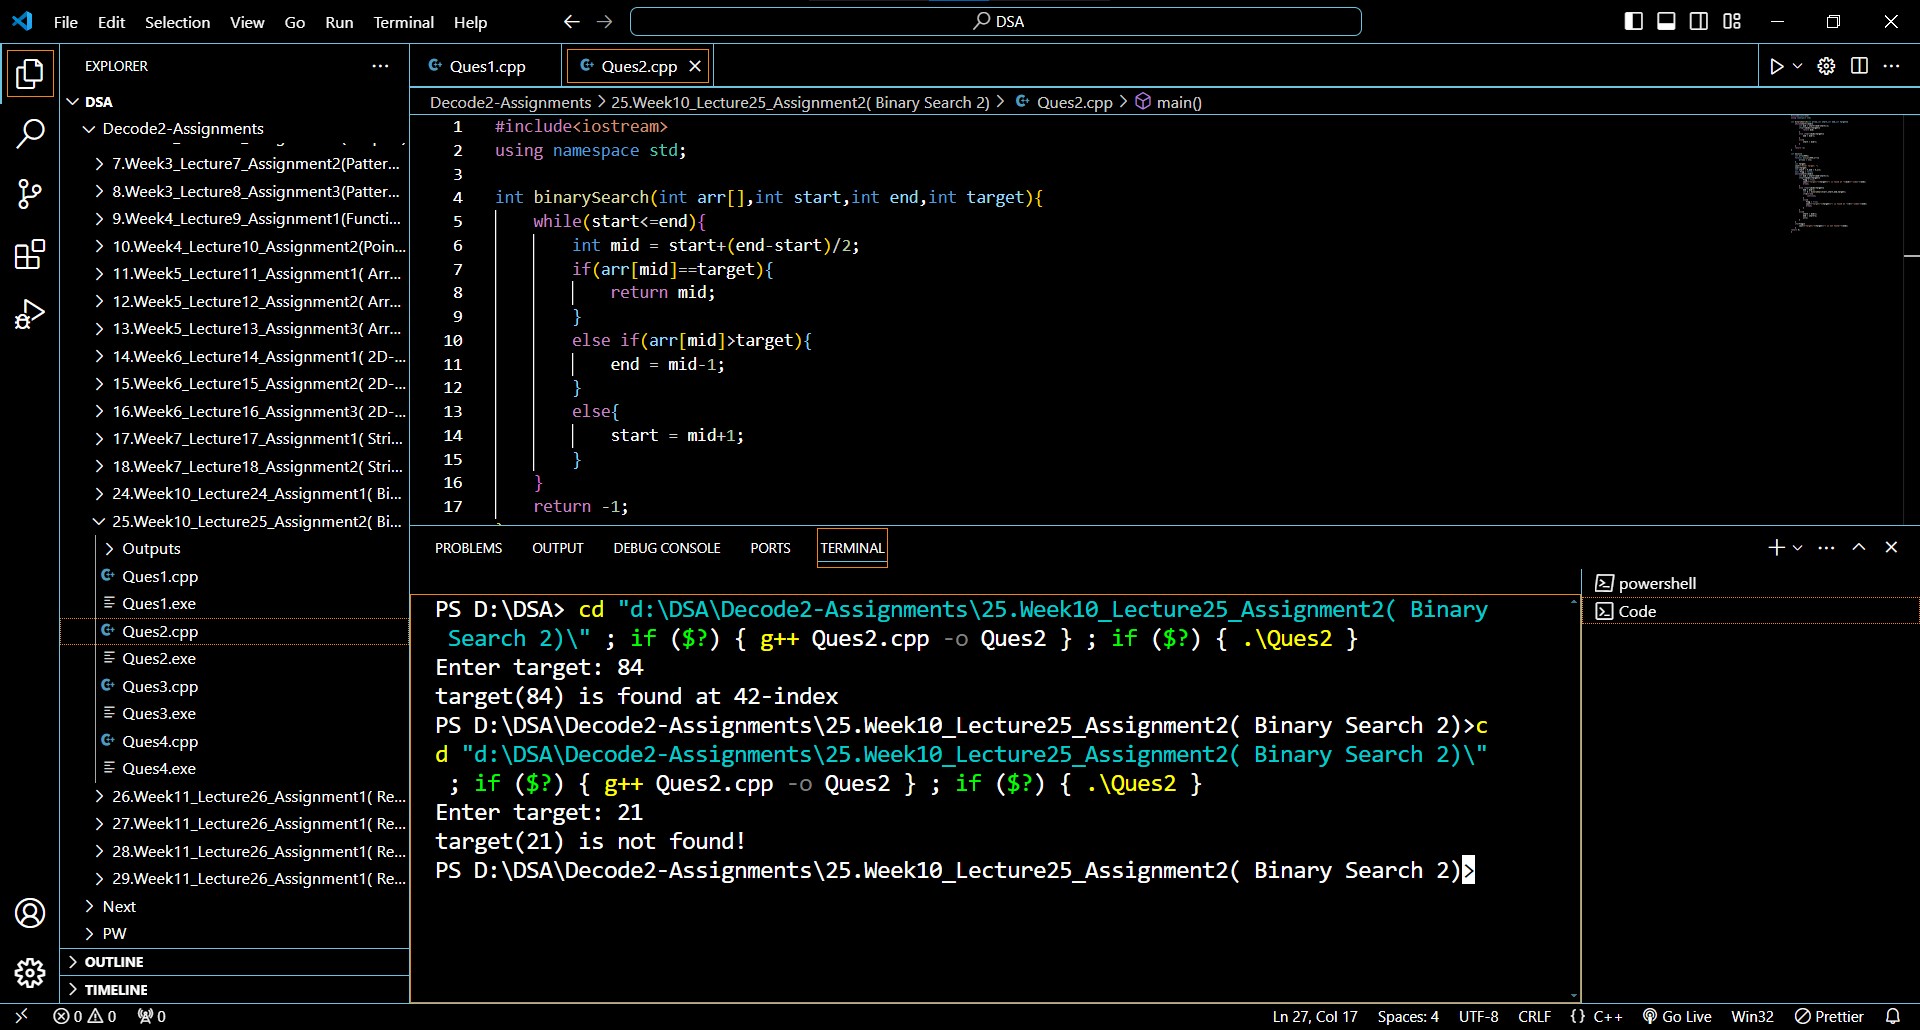 File Edit Selection View Go Run Terminal Help
DSA
EXPLORER
DSA
Decode2-Assignments
7.Week3_Lecture7_Assignment2(Patter...
8.Week3_Lecture8_Assignment3(Patter...
9.Week4_Lecture9_Assignment1(Functi...
10.Week4_Lecture10_Assignment2(Poin...
11.Week5_Lecture11_Assignment1( Arr...
12.Week5_Lecture12_Assignment2( Arr...
13.Week5_Lecture13_Assignment3( Arr...
14.Week6_Lecture14_Assignment1( 2D-...
15.Week6_Lecture15_Assignment2( 2D-...
16.Week6_Lecture16_Assignment3( 2D-...
17.Week7_Lecture17_Assignment1( Stri...
18.Week7_Lecture18_Assignment2( Stri...
24.Week10_Lecture24_Assignment1( Bi...
25.Week10_Lecture25_Assignment2( Bi...
Outputs
Ques1.cpp
Ques1.exe
Ques2.cpp
Ques2.exe
Ques3.cpp
Ques3.exe
Ques4.cpp
Ques4.exe
26.Week11_Lecture26_Assignment1( Re...
27.Week11_Lecture26_Assignment1( Re...
28.Week11_Lecture26_Assignment1( Re...
29.Week11_Lecture26_Assignment1( Re...
Next
PW
OUTLINE
TIMELINE
Ques1.cpp Ques2.cpp
Decode2-Assignments > 25.Week10_Lecture25_Assignment2( Binary Search 2) > Ques2.cpp > main()
1 #include<iostream>
2 using namespace std;
3
4 int binarySearch(int arr[],int start,int end,int target){
5 while(start<=end){
6 int mid = start+(end-start)/2;
7 if(arr[mid]==target){
8 return mid;
9 }
10 else if(arr[mid]>target){
11 end = mid-1;
12 }
13 else{
14 start = mid+1;
15 }
16 }
17 return -1;
PROBLEMS OUTPUT DEBUG CONSOLE PORTS TERMINAL
PS D:\DSA> cd "d:\DSA\Decode2-Assignments\25.Week10_Lecture25_Assignment2( Binary
Search 2)\" ; if ($?) { g++ Ques2.cpp -o Ques2 } ; if ($?) { .\Ques2 }
Enter target: 84
target(84) is found at 42-index
PS D:\DSA\Decode2-Assignments\25.Week10_Lecture25_Assignment2( Binary Search 2)>c
d "d:\DSA\Decode2-Assignments\25.Week10_Lecture25_Assignment2( Binary Search 2)\"
; if ($?) { g++ Ques2.cpp -o Ques2 } ; if ($?) { .\Ques2 }
Enter target: 21
target(21) is not found!
PS D:\DSA\Decode2-Assignments\25.Week10_Lecture25_Assignment2( Binary Search 2)>
powershell
Code
0 0 0 Ln 27, Col 17 Spaces: 4 UTF-8 CRLF {} C++ Go Live Win32 Prettier